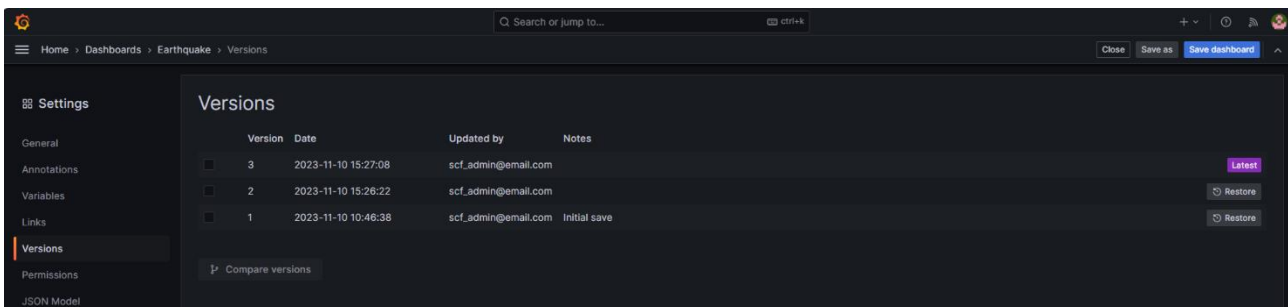 Search or jump to... ctrl+k
Home › Dashboards › Earthquake › Versions Close Save as Save dashboard
Settings
General
Annotations
Variables
Links
Versions
Permissions
JSON Model
Versions
Version Date Updated by Notes
3 2023-11-10 15:27:08 scf_admin@email.com Latest
2 2023-11-10 15:26:22 scf_admin@email.com Restore
1 2023-11-10 10:46:38 scf_admin@email.com Initial save Restore
Compare versions